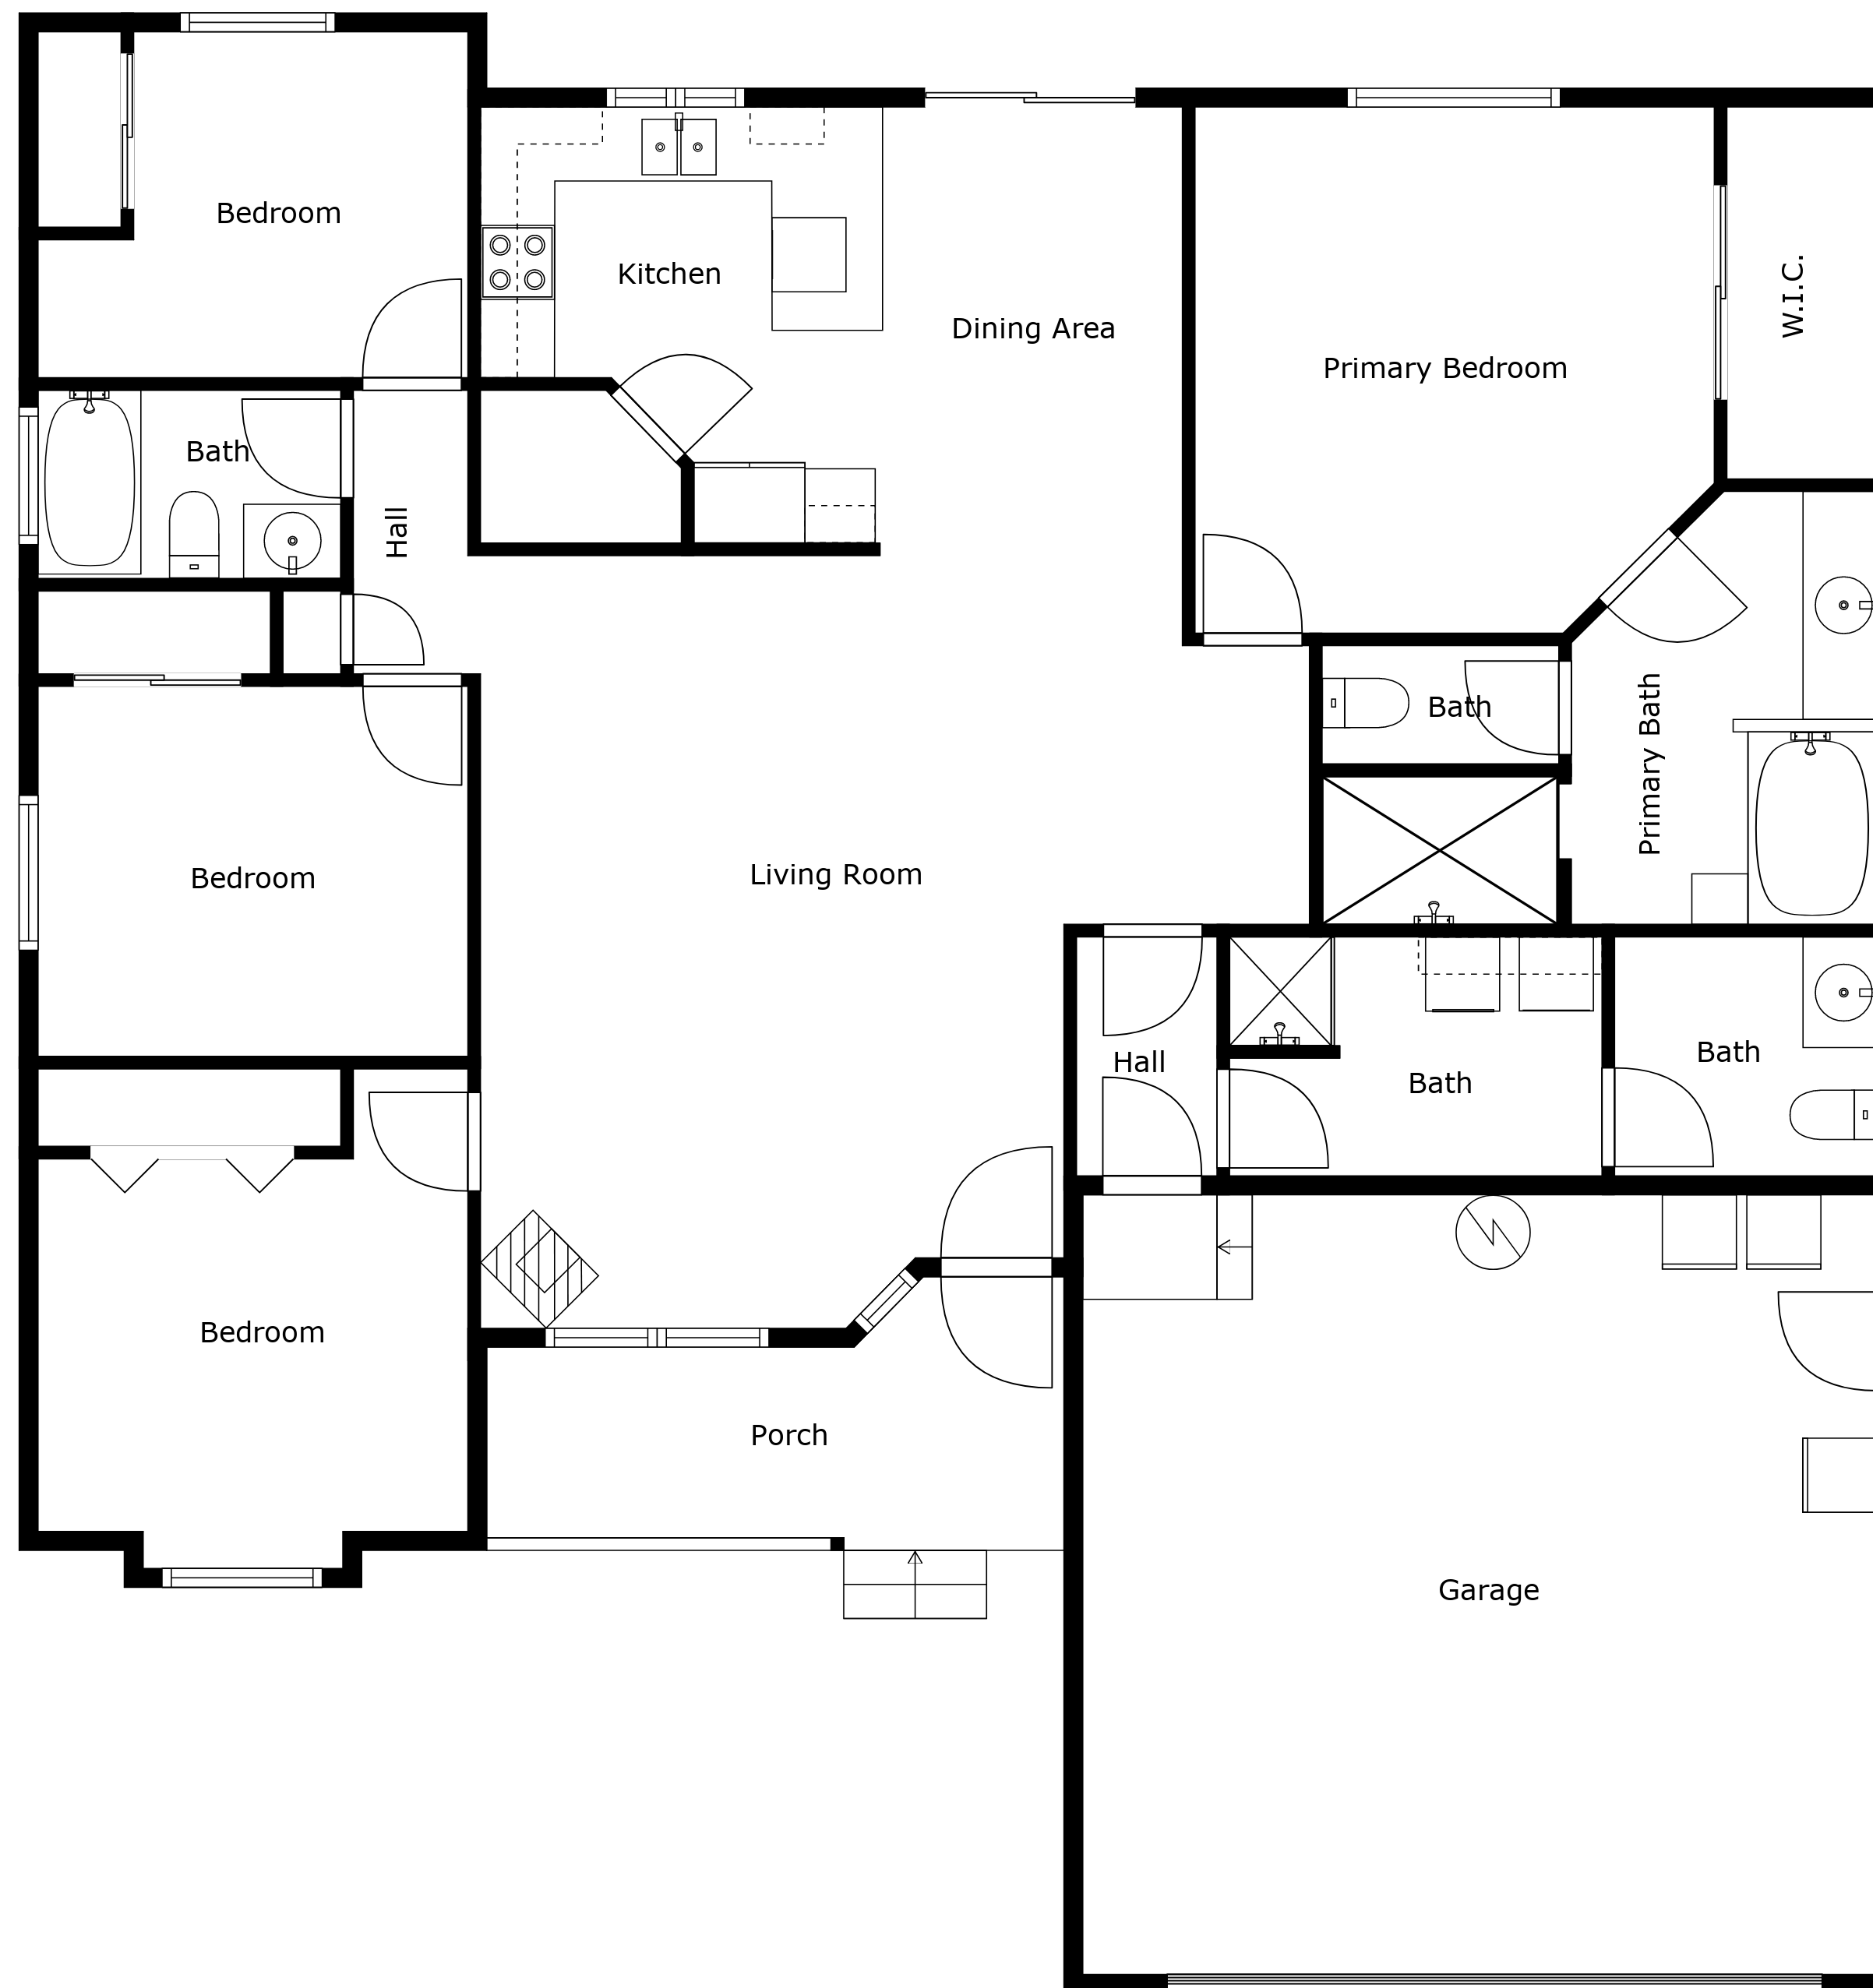 Bedroom
Kitchen
W.I.C.
Dining Area
Primary Bedroom
Bath
Hall
Bath
Primary Bath
Bedroom
Living Room
Hall
Bath
Bath
Bedroom
Porch
Garage